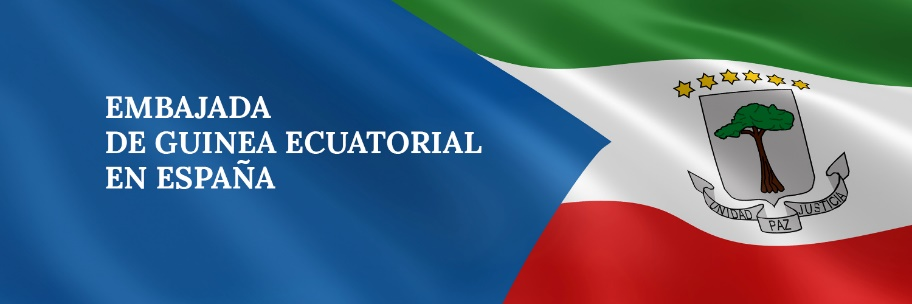 EMBAJADA
DE GUINEA ECUATORIAL
EN ESPAÑA
UNIDAD PAZ JUSTICIA